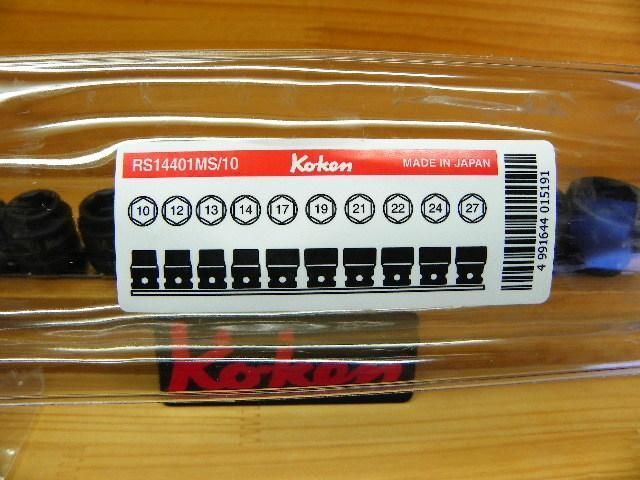 RS14401MS/10 Koken MADE IN JAPAN
10 12 13 14 17 19 21 22 24 27
4 991644 015191
Koken